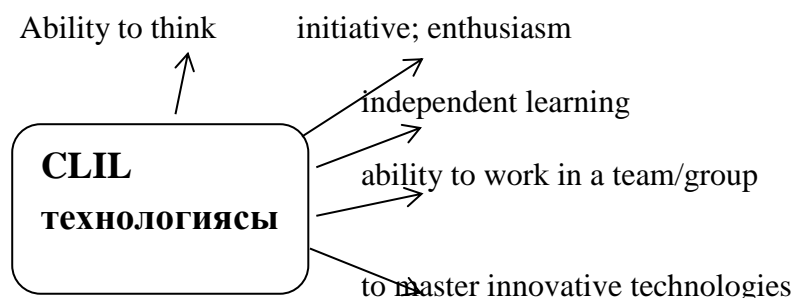 Ability to think initiative; enthusiasm
independent learning
CLIL
ability to work in a team/group
технологиясы
to master innovative technologies